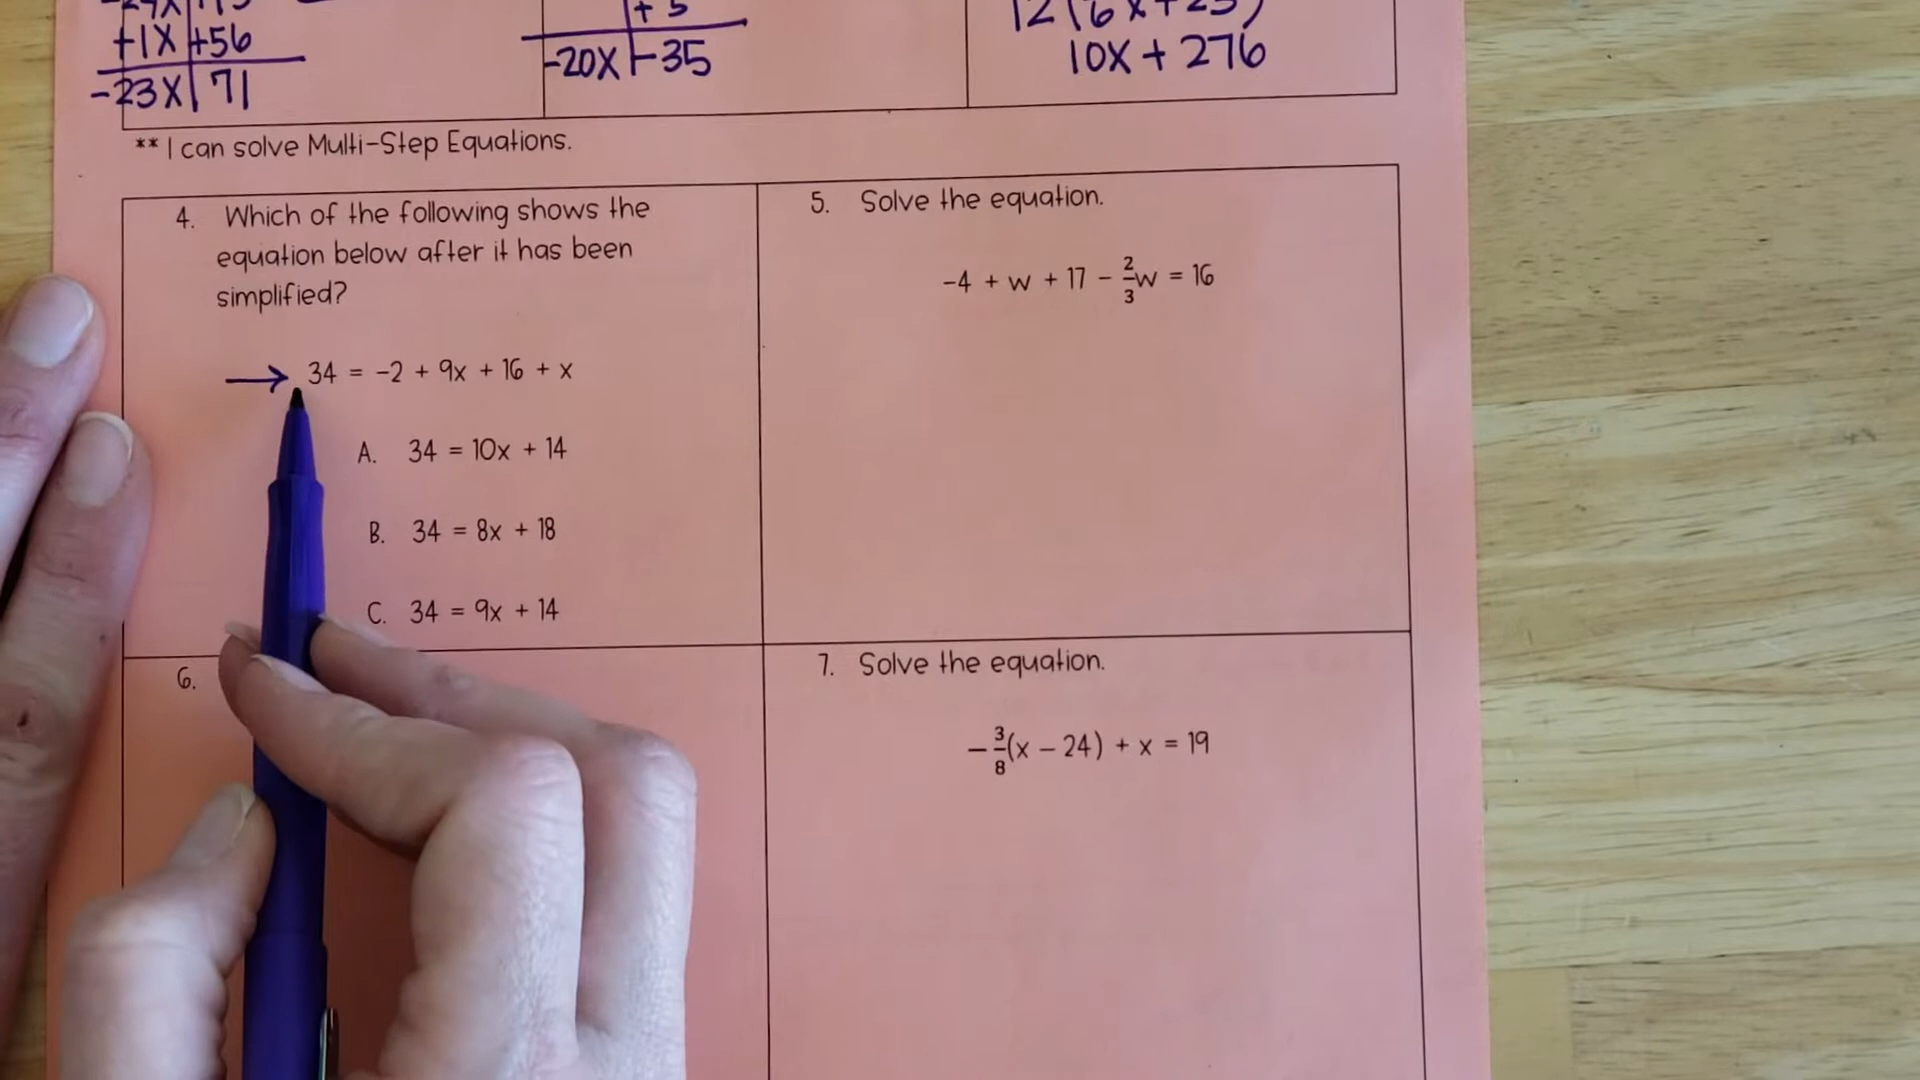 +1x +56
-23x 71
+ 5
-20x -35
10x + 276
** I can solve Multi-Step Equations.
4. Which of the following shows the
equation below after it has been
simplified?
→ 34 = -2 + 9x + 16 + x
A. 34 = 10x + 14
B. 34 = 8x + 18
C. 34 = 9x + 14
5. Solve the equation.
-4 + w + 17 - 2/3w = 16
6.
7. Solve the equation.
-3/8(x - 24) + x = 19